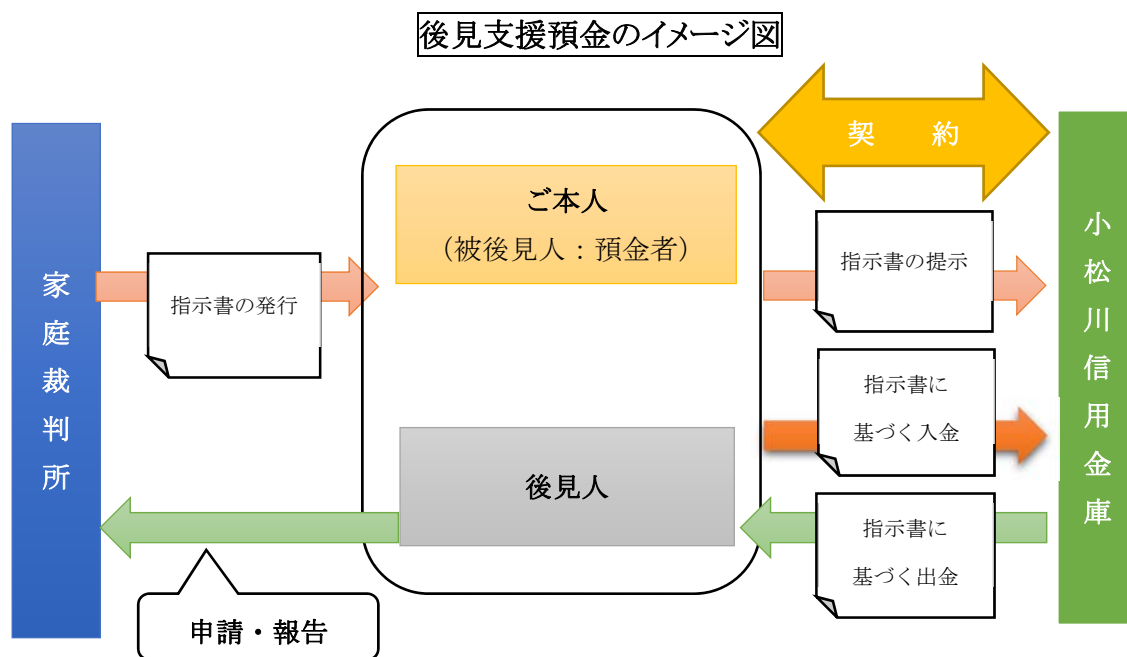 後見支援預金のイメージ図
契　約
家庭裁判所
ご本人
（被後見人：預金者）
指示書の発行
指示書の提示
小松川信用金庫
指示書に
基づく入金
後見人
指示書に
基づく出金
申請・報告